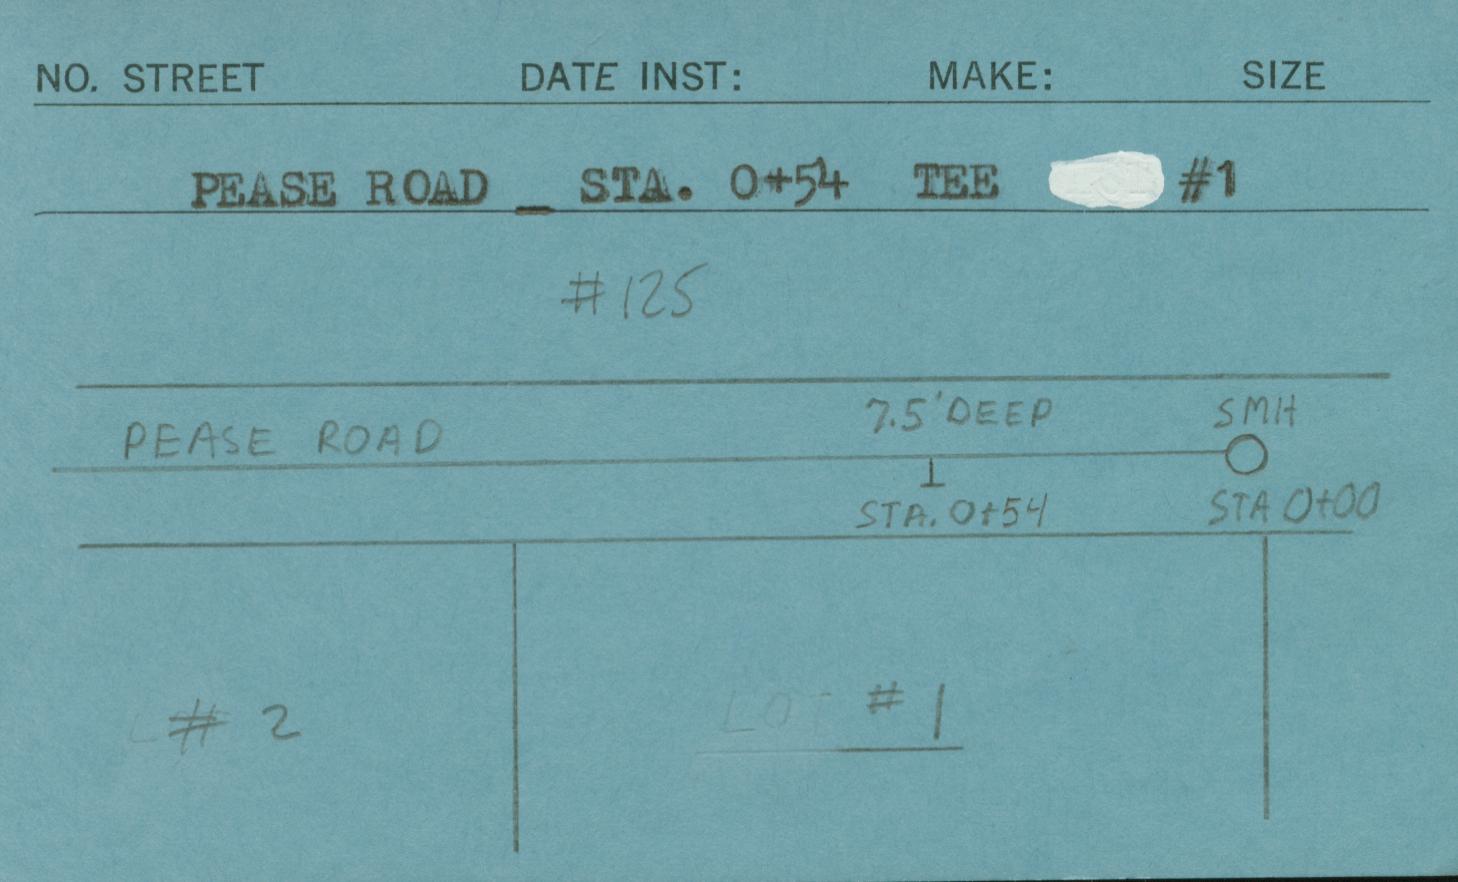 NO. STREET DATE INST: MAKE: SIZE
PEASE ROAD _ STA. 0+54 TEE #1
#125
PEASE ROAD 7.5' DEEP SMH
STA. 0+54 STA 0+00
# 2 LOT # 1